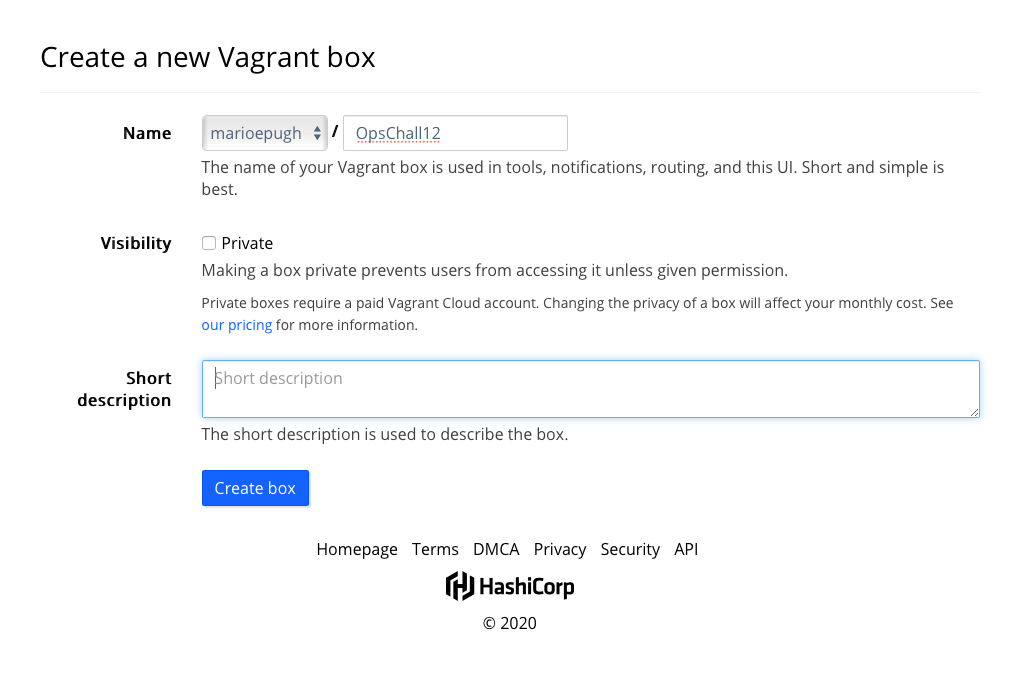 Create a new Vagrant box
Name marioepugh / OpsChall12
The name of your Vagrant box is used in tools, notifications, routing, and this UI. Short and simple is
best.
Visibility Private
Making a box private prevents users from accessing it unless given permission.
Private boxes require a paid Vagrant Cloud account. Changing the privacy of a box will affect your monthly cost. See
our pricing for more information.
Short
description
Short description
The short description is used to describe the box.
Create box
Homepage Terms DMCA Privacy Security API
HashiCorp
© 2020